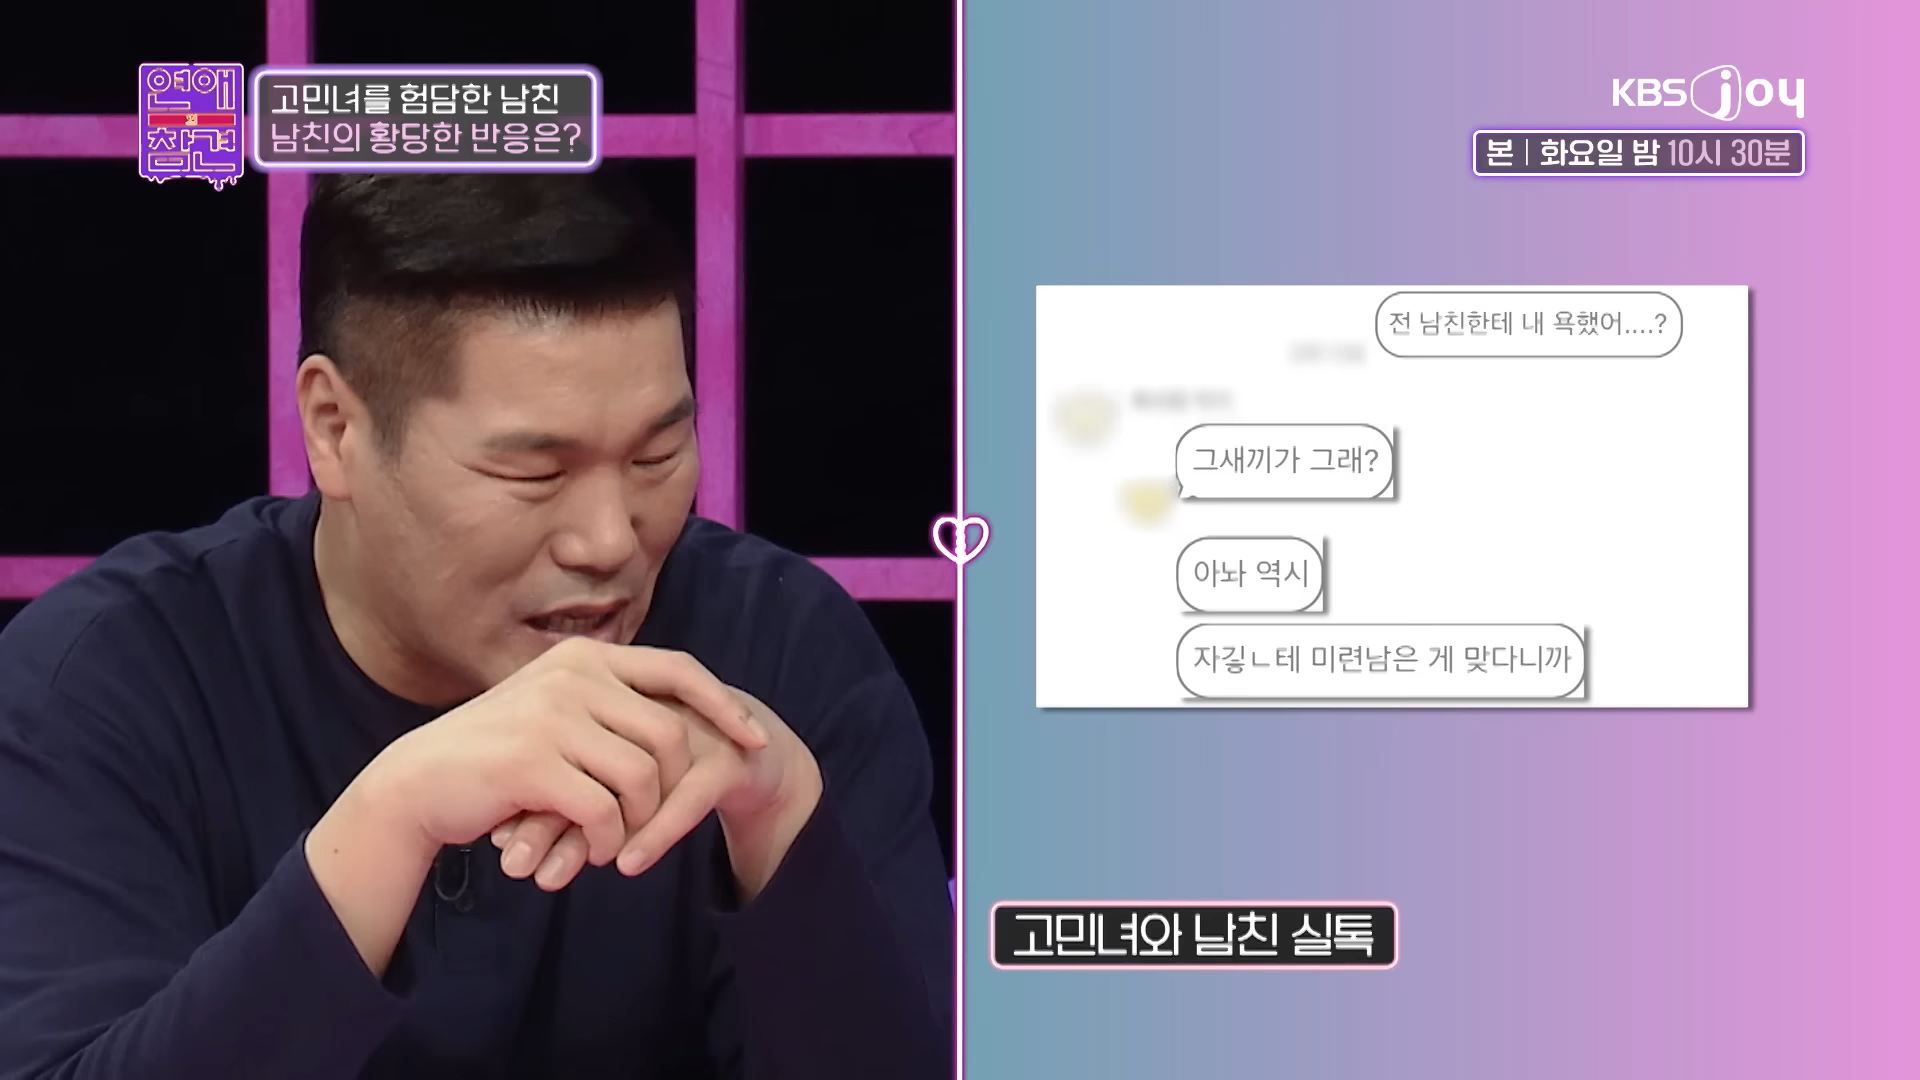 연애의 참견
고민녀를 험담한 남친
남친의 황당한 반응은?
KBS joy
본 | 화요일 밤 10시 30분
전 남친한테 내 욕했어....?
그새끼가 그래?
아놔 역시
자깋ㄴ테 미련남은 게 맞다니까
고민녀와 남친 실톡